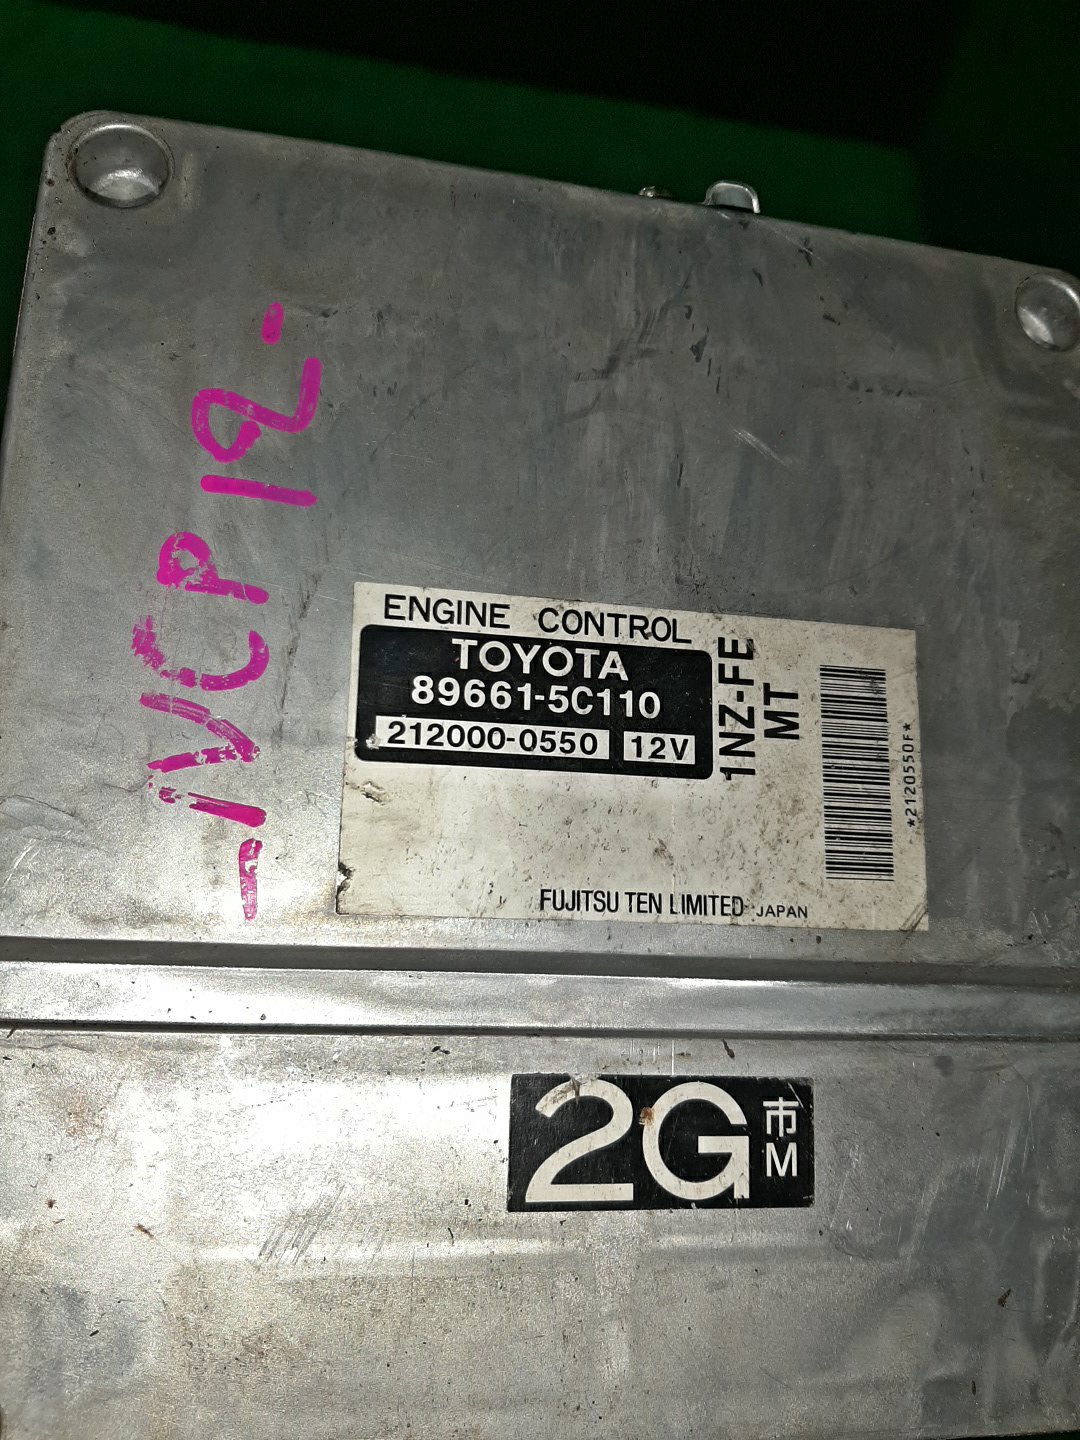 -NCP12-
ENGINE CONTROL
TOYOTA
89661-5C110
212000-0550 12V
1NZ-FE
MT
*2120550F*
FUJITSU TEN LIMITED JAPAN
2G
市
M